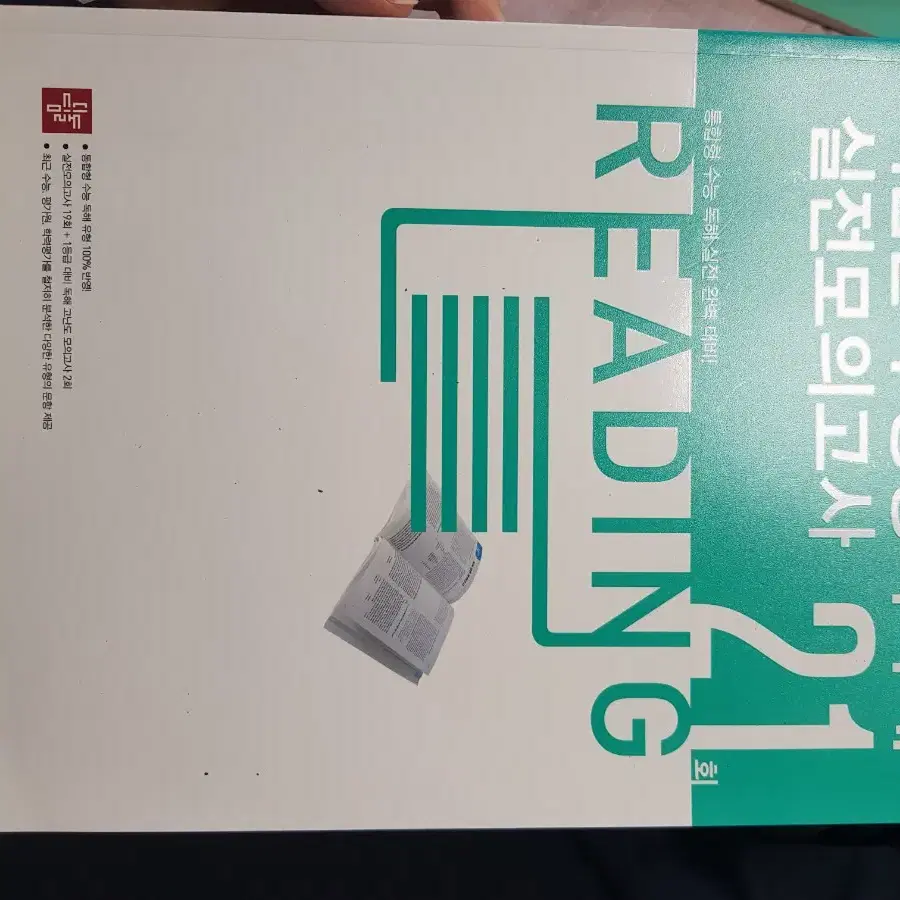 실전모의고사 21회
통합형 수능 독해 실전 완벽 대비!
READING
• 통합형 수능 독해 유형 100% 반영!
• 실전모의고사 19회 + 1등급 대비 독해 고난도 모의고사 2회
• 최근 수능, 평가원, 학력평가를 철저히 분석한 다양한 유형의 문항 제공
디딤돌